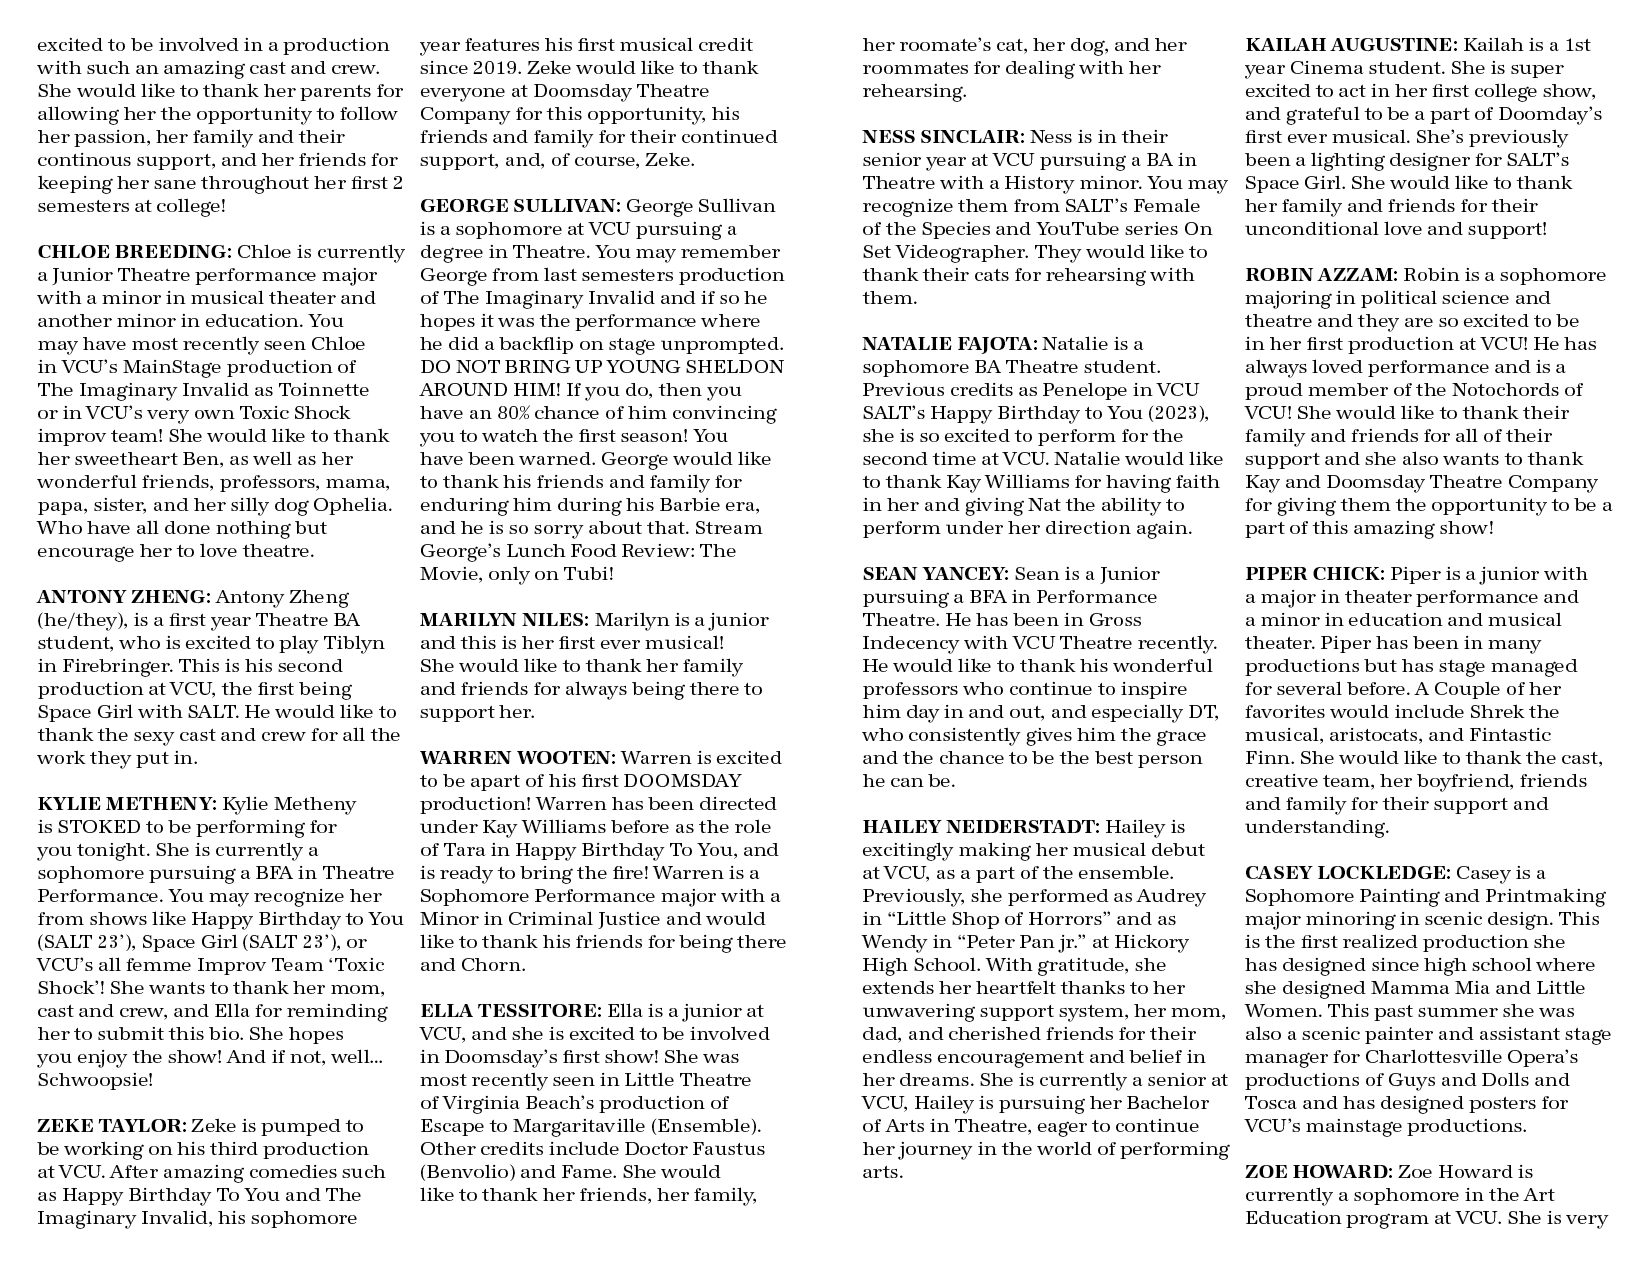 excited to be involved in a production
with such an amazing cast and crew.
She would like to thank her parents for
allowing her the opportunity to follow
her passion, her family and their
continous support, and her friends for
keeping her sane throughout her first 2
semesters at college!
CHLOE BREEDING: Chloe is currently
a Junior Theatre performance major
with a minor in musical theater and
another minor in education. You
may have most recently seen Chloe
in VCU’s MainStage production of
The Imaginary Invalid as Toinnette
or in VCU’s very own Toxic Shock
improv team! She would like to thank
her sweetheart Ben, as well as her
wonderful friends, professors, mama,
papa, sister, and her silly dog Ophelia.
Who have all done nothing but
encourage her to love theatre.
ANTONY ZHENG: Antony Zheng
(he/they), is a first year Theatre BA
student, who is excited to play Tiblyn
in Firebringer. This is his second
production at VCU, the first being
Space Girl with SALT. He would like to
thank the sexy cast and crew for all the
work they put in.
KYLIE METHENY: Kylie Metheny
is STOKED to be performing for
you tonight. She is currently a
sophomore pursuing a BFA in Theatre
Performance. You may recognize her
from shows like Happy Birthday to You
(SALT 23’), Space Girl (SALT 23’), or
VCU’s all femme Improv Team ‘Toxic
Shock’! She wants to thank her mom,
cast and crew, and Ella for reminding
her to submit this bio. She hopes
you enjoy the show! And if not, well...
Schwoopsie!
ZEKE TAYLOR: Zeke is pumped to
be working on his third production
at VCU. After amazing comedies such
as Happy Birthday To You and The
Imaginary Invalid, his sophomore
year features his first musical credit
since 2019. Zeke would like to thank
everyone at Doomsday Theatre
Company for this opportunity, his
friends and family for their continued
support, and, of course, Zeke.
GEORGE SULLIVAN: George Sullivan
is a sophomore at VCU pursuing a
degree in Theatre. You may remember
George from last semesters production
of The Imaginary Invalid and if so he
hopes it was the performance where
he did a backflip on stage unprompted.
DO NOT BRING UP YOUNG SHELDON
AROUND HIM! If you do, then you
have an 80% chance of him convincing
you to watch the first season! You
have been warned. George would like
to thank his friends and family for
enduring him during his Barbie era,
and he is so sorry about that. Stream
George’s Lunch Food Review: The
Movie, only on Tubi!
MARILYN NILES: Marilyn is a junior
and this is her first ever musical!
She would like to thank her family
and friends for always being there to
support her.
WARREN WOOTEN: Warren is excited
to be apart of his first DOOMSDAY
production! Warren has been directed
under Kay Williams before as the role
of Tara in Happy Birthday To You, and
is ready to bring the fire! Warren is a
Sophomore Performance major with a
Minor in Criminal Justice and would
like to thank his friends for being there
and Chorn.
ELLA TESSITORE: Ella is a junior at
VCU, and she is excited to be involved
in Doomsday’s first show! She was
most recently seen in Little Theatre
of Virginia Beach’s production of
Escape to Margaritaville (Ensemble).
Other credits include Doctor Faustus
(Benvolio) and Fame. She would
like to thank her friends, her family,
her roomate’s cat, her dog, and her
roommates for dealing with her
rehearsing.
NESS SINCLAIR: Ness is in their
senior year at VCU pursuing a BA in
Theatre with a History minor. You may
recognize them from SALT’s Female
of the Species and YouTube series On
Set Videographer. They would like to
thank their cats for rehearsing with
them.
NATALIE FAJOTA: Natalie is a
sophomore BA Theatre student.
Previous credits as Penelope in VCU
SALT’s Happy Birthday to You (2023),
she is so excited to perform for the
second time at VCU. Natalie would like
to thank Kay Williams for having faith
in her and giving Nat the ability to
perform under her direction again.
SEAN YANCEY: Sean is a Junior
pursuing a BFA in Performance
Theatre. He has been in Gross
Indecency with VCU Theatre recently.
He would like to thank his wonderful
professors who continue to inspire
him day in and out, and especially DT,
who consistently gives him the grace
and the chance to be the best person
he can be.
HAILEY NEIDERSTADT: Hailey is
excitingly making her musical debut
at VCU, as a part of the ensemble.
Previously, she performed as Audrey
in “Little Shop of Horrors” and as
Wendy in “Peter Pan jr.” at Hickory
High School. With gratitude, she
extends her heartfelt thanks to her
unwavering support system, her mom,
dad, and cherished friends for their
endless encouragement and belief in
her dreams. She is currently a senior at
VCU, Hailey is pursuing her Bachelor
of Arts in Theatre, eager to continue
her journey in the world of performing
arts.
KAILAH AUGUSTINE: Kailah is a 1st
year Cinema student. She is super
excited to act in her first college show,
and grateful to be a part of Doomday’s
first ever musical. She’s previously
been a lighting designer for SALT’s
Space Girl. She would like to thank
her family and friends for their
unconditional love and support!
ROBIN AZZAM: Robin is a sophomore
majoring in political science and
theatre and they are so excited to be
in her first production at VCU! He has
always loved performance and is a
proud member of the Notochords of
VCU! She would like to thank their
family and friends for all of their
support and she also wants to thank
Kay and Doomsday Theatre Company
for giving them the opportunity to be a
part of this amazing show!
PIPER CHICK: Piper is a junior with
a major in theater performance and
a minor in education and musical
theater. Piper has been in many
productions but has stage managed
for several before. A Couple of her
favorites would include Shrek the
musical, aristocats, and Fintastic
Finn. She would like to thank the cast,
creative team, her boyfriend, friends
and family for their support and
understanding.
CASEY LOCKLEDGE: Casey is a
Sophomore Painting and Printmaking
major minoring in scenic design. This
is the first realized production she
has designed since high school where
she designed Mamma Mia and Little
Women. This past summer she was
also a scenic painter and assistant stage
manager for Charlottesville Opera’s
productions of Guys and Dolls and
Tosca and has designed posters for
VCU’s mainstage productions.
ZOE HOWARD: Zoe Howard is
currently a sophomore in the Art
Education program at VCU. She is very